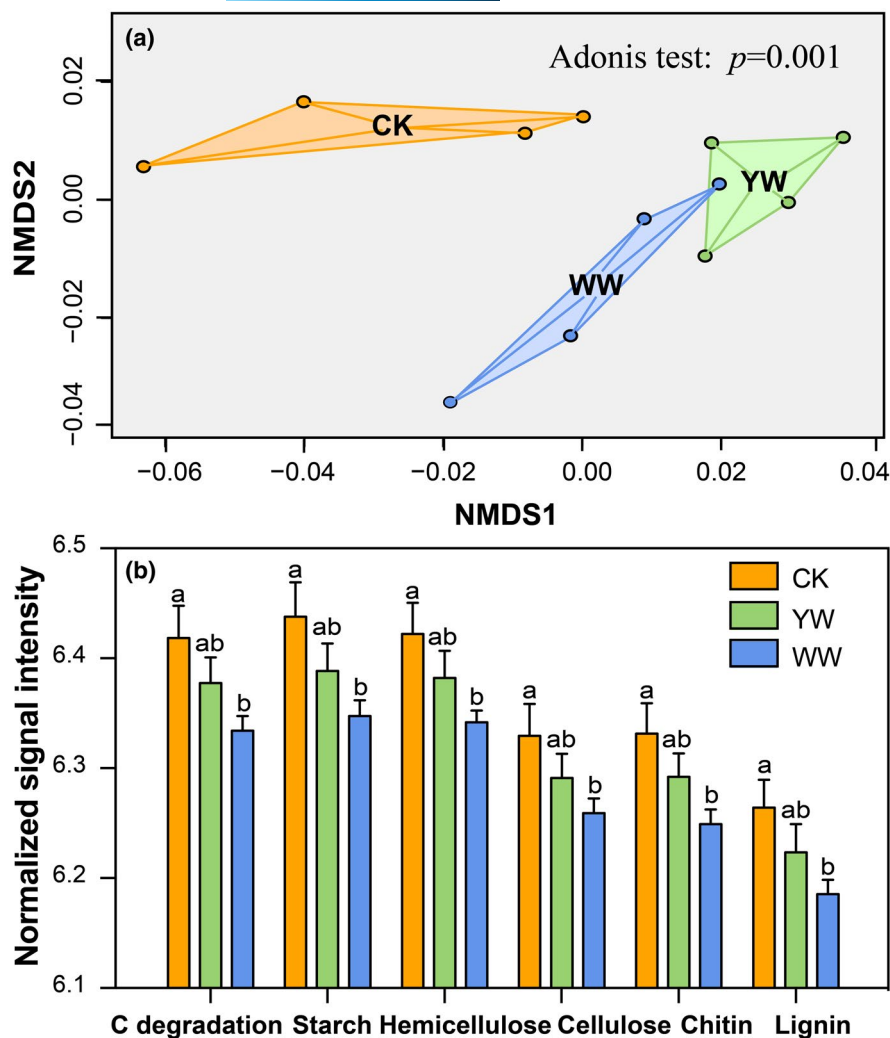 (a)
Adonis test: p=0.001
0.02
CK
YW
0.00
NMDS2
WW
−0.02
−0.04
−0.06 −0.04 −0.02 0.00 0.02 0.04
NMDS1
6.5
(b)
a a a
CK
ab ab ab
YW
6.4
WW
b b b
a a
ab ab
6.3
b b
a
ab
b
6.2
6.1
Normalized signal intensity
C degradation Starch Hemicellulose Cellulose Chitin Lignin